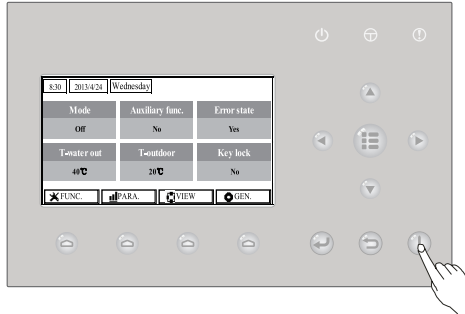 8:30 2013/4/24 Wednesday
Mode Auxiliary func. Error state
Off No Yes
T-water out T-outdoor Key lock
40℃ 20℃ No
FUNC. PARA. VIEW GEN.